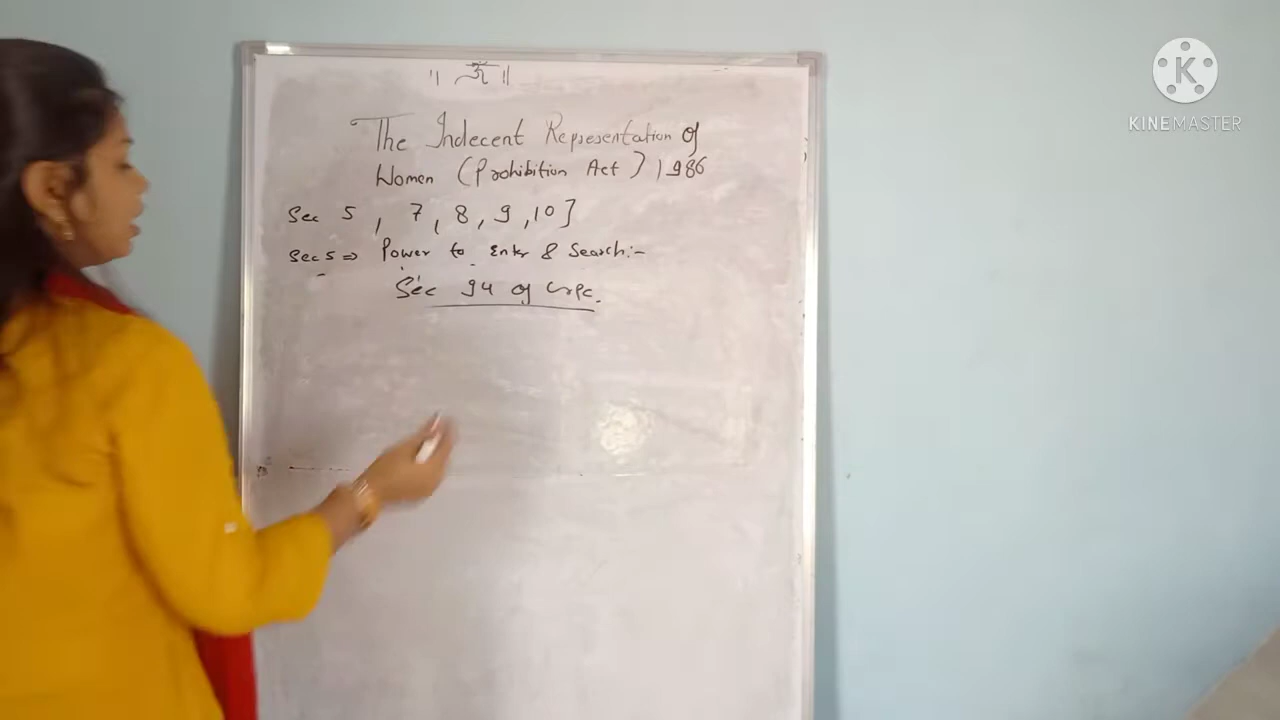 ॥ ॐ ॥
The Indecent Representation of
Women (Prohibition Act) 1986
Sec 5, 7, 8, 9, 10]
Sec 5 ⇒ Power to Enter & Search:-
Sec 94 of CrPC.
KINEMASTER